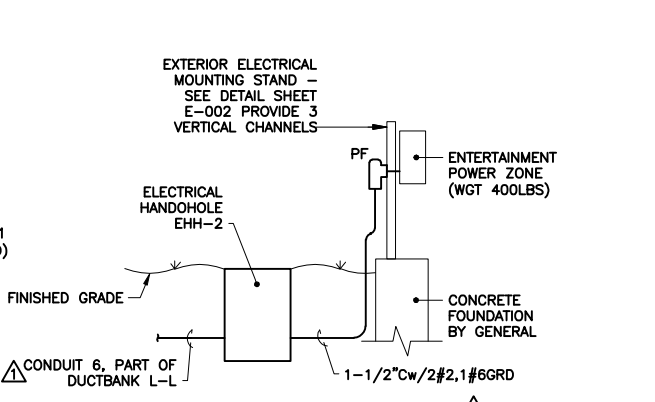 EXTERIOR ELECTRICAL
MOUNTING STAND –
SEE DETAIL SHEET
E-002 PROVIDE 3
VERTICAL CHANNELS
PF
ENTERTAINMENT
POWER ZONE
(WGT 400LBS)
ELECTRICAL
HANDOHOLE
EHH-2
FINISHED GRADE
CONCRETE
FOUNDATION
BY GENERAL
1 CONDUIT 6, PART OF
DUCTBANK L-L
1-1/2"Cw/2#2,1#6GRD